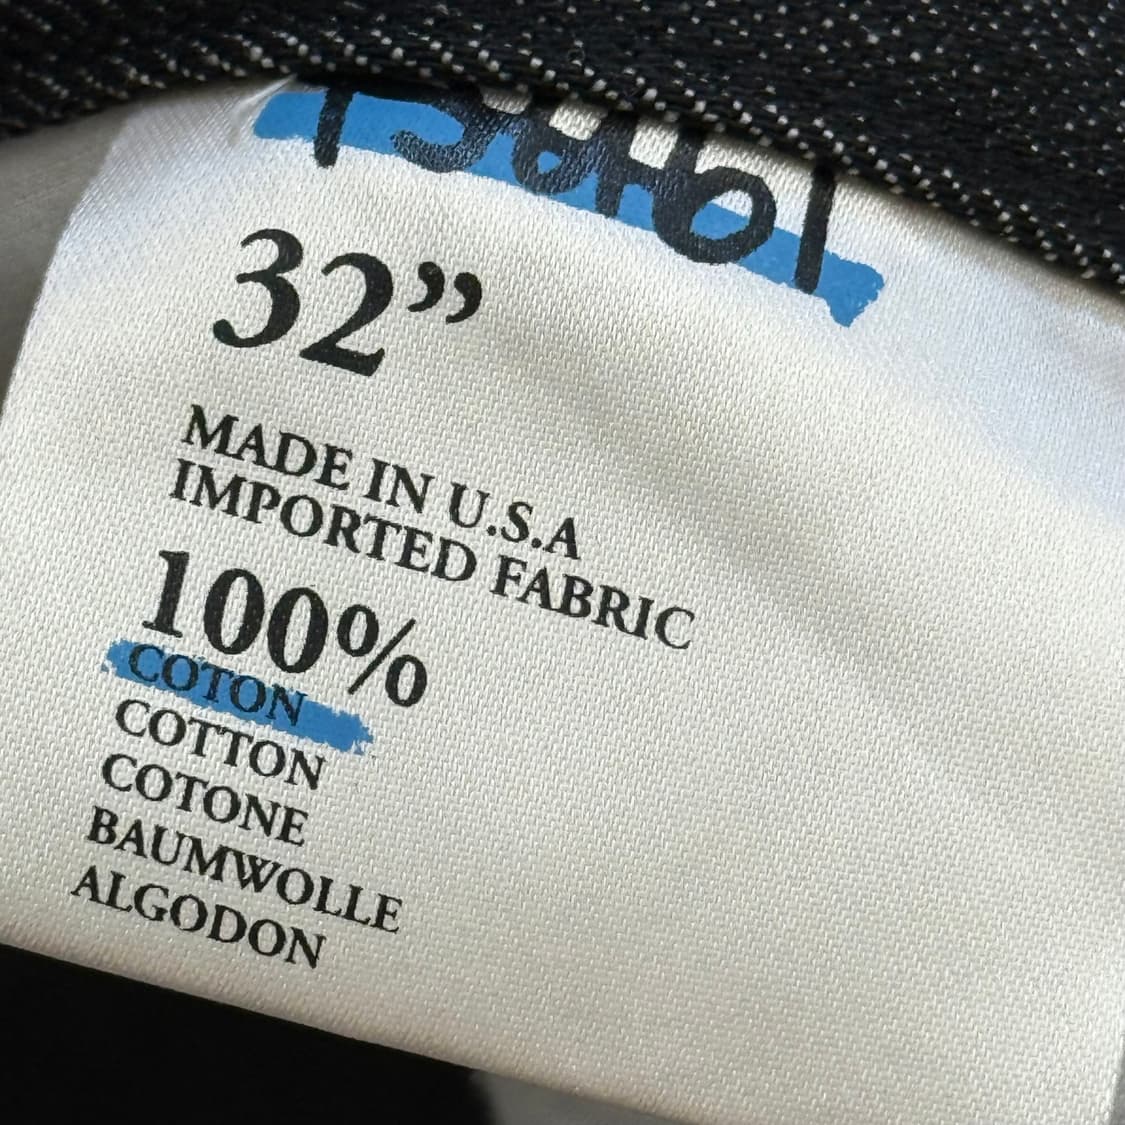 32”
MADE IN U.S.A
IMPORTED FABRIC
100%
COTON
COTTON
COTONE
BAUMWOLLE
ALGODON